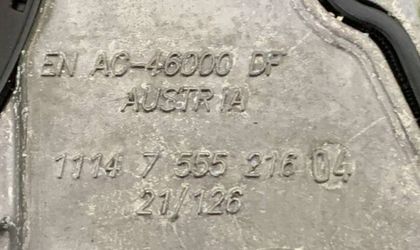 EN AC-46000 DF
AUSTRIA
1114 7 555 216 04
21/126